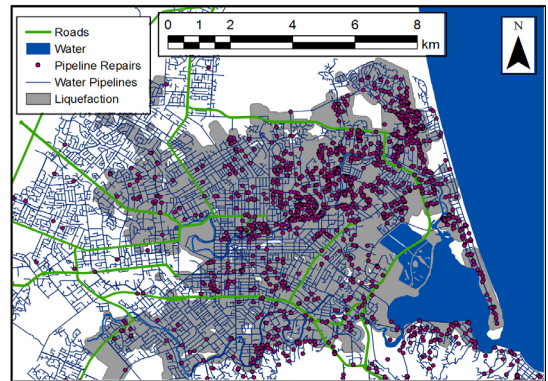 Roads
Water
Pipeline Repairs
Water Pipelines
Liquefaction
0 1 2 4 6 8
km
N